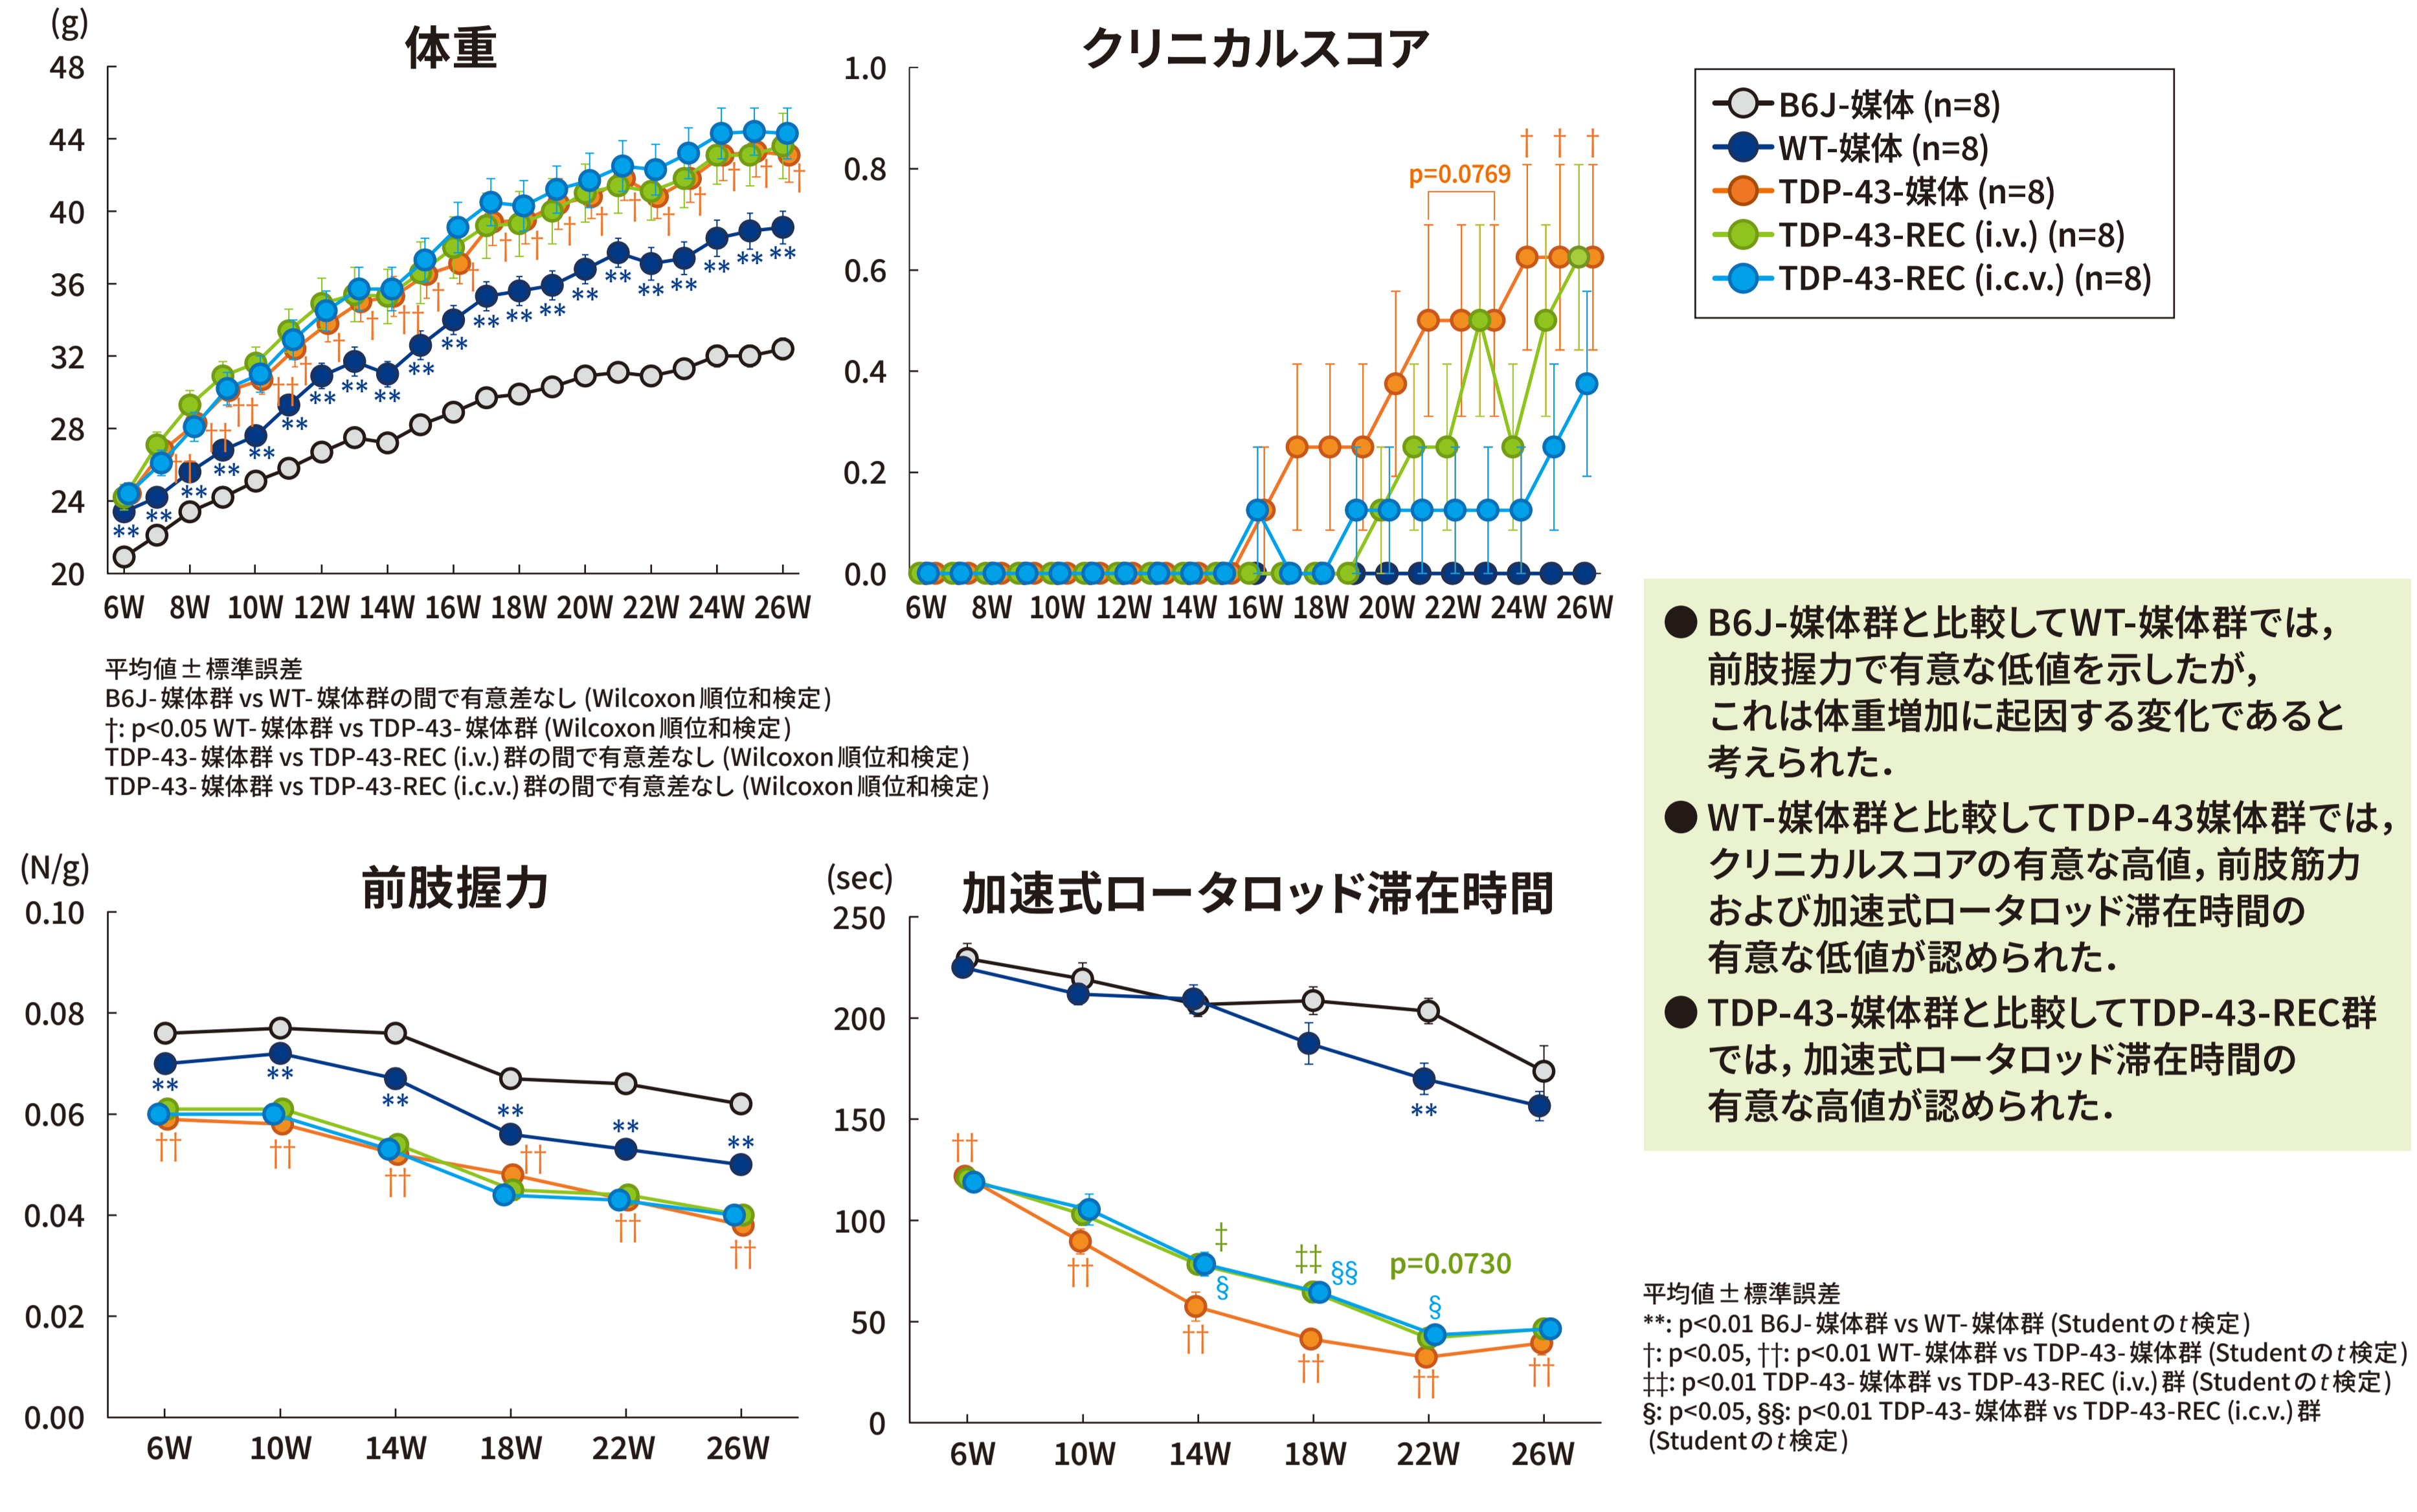 (g)
体重
48
44
40
36
32
28
24
20
6W 8W 10W 12W 14W 16W 18W 20W 22W 24W 26W
** ** ** ** ** ** ** ** ** ** ** ** ** ** ** ** ** ** ** ** **
†† †† †† †† † † † †† † † † † † † † † † † †
クリニカルスコア
1.0
0.8
0.6
0.4
0.2
0.0
p=0.0769
† † †
6W 8W 10W 12W 14W 16W 18W 20W 22W 24W 26W
B6J-媒体 (n=8)
WT-媒体 (n=8)
TDP-43-媒体 (n=8)
TDP-43-REC (i.v.) (n=8)
TDP-43-REC (i.c.v.) (n=8)
平均値±標準誤差
B6J-媒体群 vs WT-媒体群の間で有意差なし (Wilcoxon順位和検定)
†: p<0.05 WT-媒体群 vs TDP-43-媒体群 (Wilcoxon順位和検定)
TDP-43-媒体群 vs TDP-43-REC (i.v.)群の間で有意差なし (Wilcoxon順位和検定)
TDP-43-媒体群 vs TDP-43-REC (i.c.v.)群の間で有意差なし (Wilcoxon順位和検定)
(N/g)
前肢握力
0.10
0.08
0.06
0.04
0.02
0.00
** ** ** ** ** **
†† †† †† †† †† ††
6W 10W 14W 18W 22W 26W
(sec)
加速式ロータロッド滞在時間
250
200
150
100
50
0
**
†† †† †† †† †† ††
‡ ‡‡ p=0.0730
§ §§ §
6W 10W 14W 18W 22W 26W
● B6J-媒体群と比較してWT-媒体群では，
前肢握力で有意な低値を示したが，
これは体重増加に起因する変化であると
考えられた．
● WT-媒体群と比較してTDP-43媒体群では，
クリニカルスコアの有意な高値，前肢筋力
および加速式ロータロッド滞在時間の
有意な低値が認められた．
● TDP-43-媒体群と比較してTDP-43-REC群
では，加速式ロータロッド滞在時間の
有意な高値が認められた．
平均値±標準誤差
**: p<0.01 B6J-媒体群 vs WT-媒体群 (Studentのt検定)
†: p<0.05, ††: p<0.01 WT-媒体群 vs TDP-43-媒体群 (Studentのt検定)
‡‡: p<0.01 TDP-43-媒体群 vs TDP-43-REC (i.v.)群 (Studentのt検定)
§: p<0.05, §§: p<0.01 TDP-43-媒体群 vs TDP-43-REC (i.c.v.)群
(Studentのt検定)